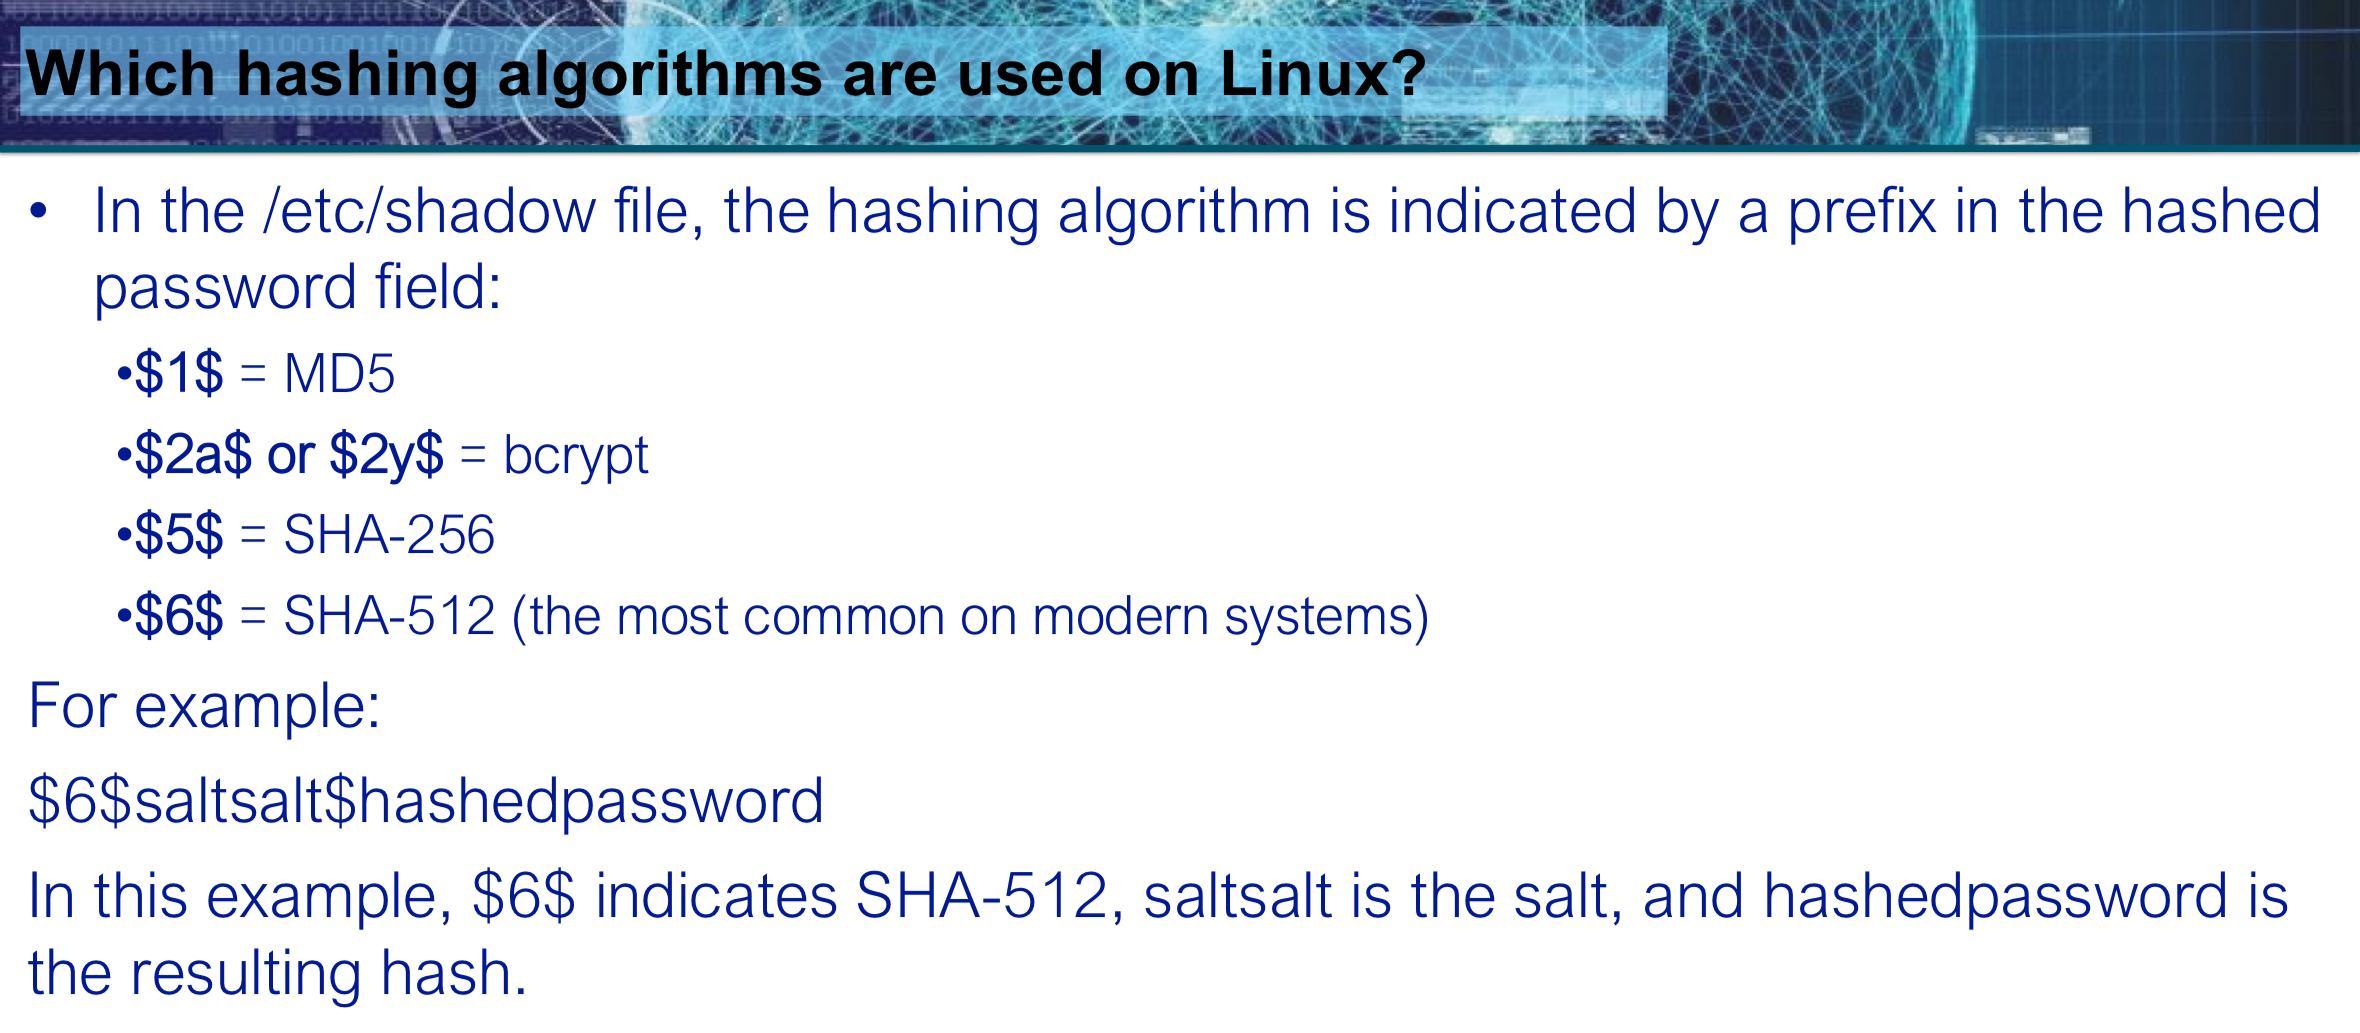 Which hashing algorithms are used on Linux?
• In the /etc/shadow file, the hashing algorithm is indicated by a prefix in the hashed
password field:
•$1$ = MD5
•$2a$ or $2y$ = bcrypt
•$5$ = SHA-256
•$6$ = SHA-512 (the most common on modern systems)
For example:
$6$saltsalt$hashedpassword
In this example, $6$ indicates SHA-512, saltsalt is the salt, and hashedpassword is
the resulting hash.